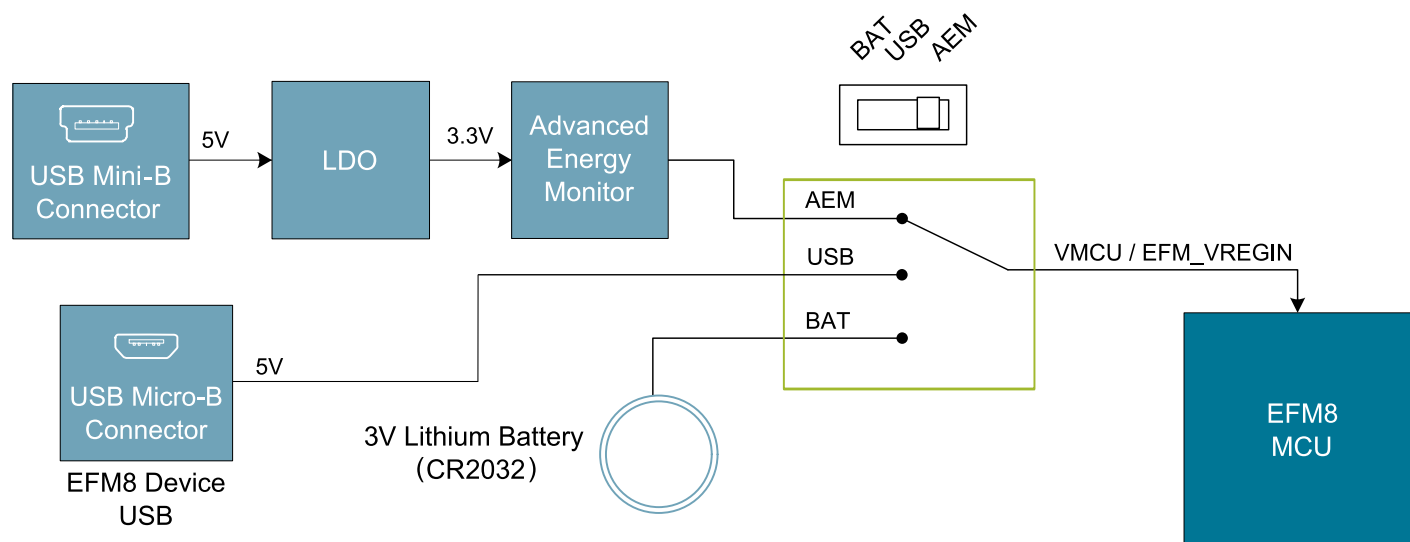 BAT
USB
AEM
USB Mini-B
Connector
5V
LDO
3.3V
Advanced
Energy
Monitor
AEM
USB
BAT
VMCU / EFM_VREGIN
USB Micro-B
Connector
5V
EFM8 Device
USB
3V Lithium Battery
(CR2032)
EFM8
MCU